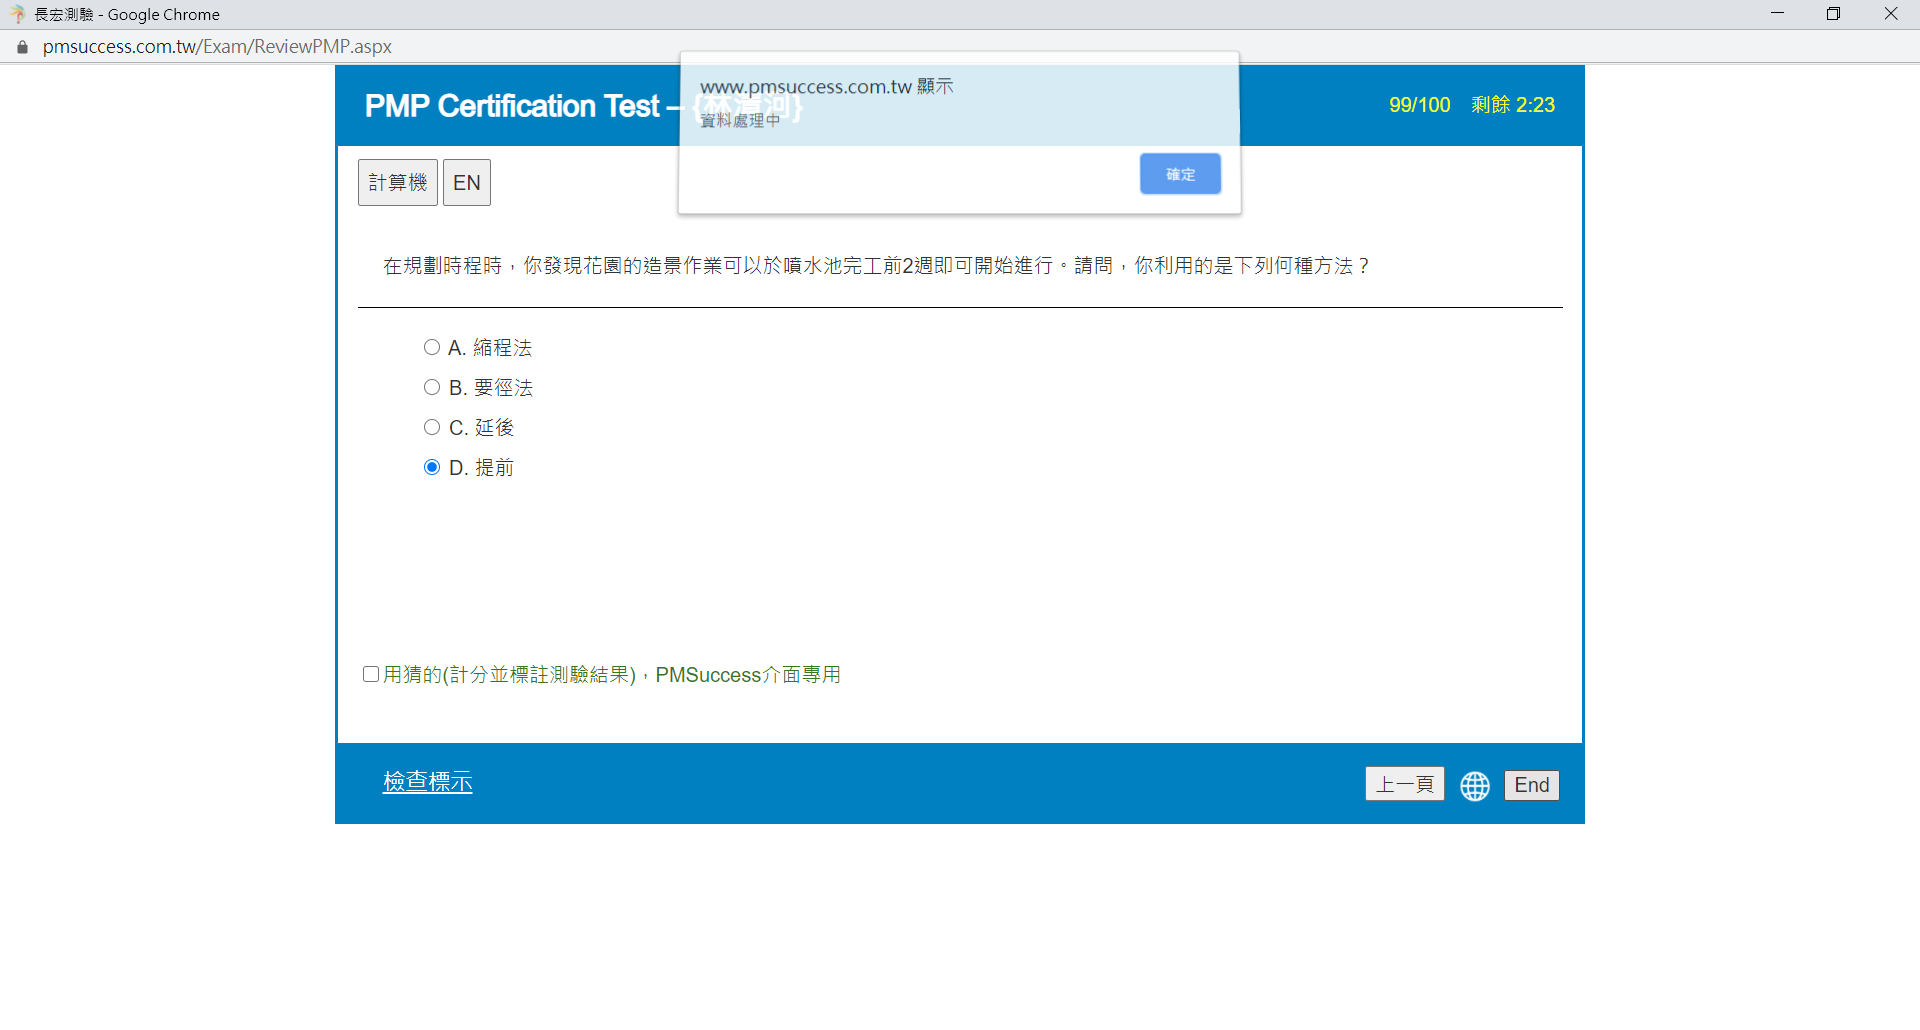 長宏測驗 - Google Chrome
pmsuccess.com.tw/Exam/ReviewPMP.aspx
www.pmsuccess.com.tw 顯示
資料處理中
確定
PMP Certification Test – {林清河}
99/100 剩餘 2:23
計算機 EN
在規劃時程時，你發現花園的造景作業可以於噴水池完工前2週即可開始進行。請問，你利用的是下列何種方法？
A. 縮程法
B. 要徑法
C. 延後
D. 提前
用猜的(計分並標註測驗結果)，PMSuccess介面專用
檢查標示
上一頁 End